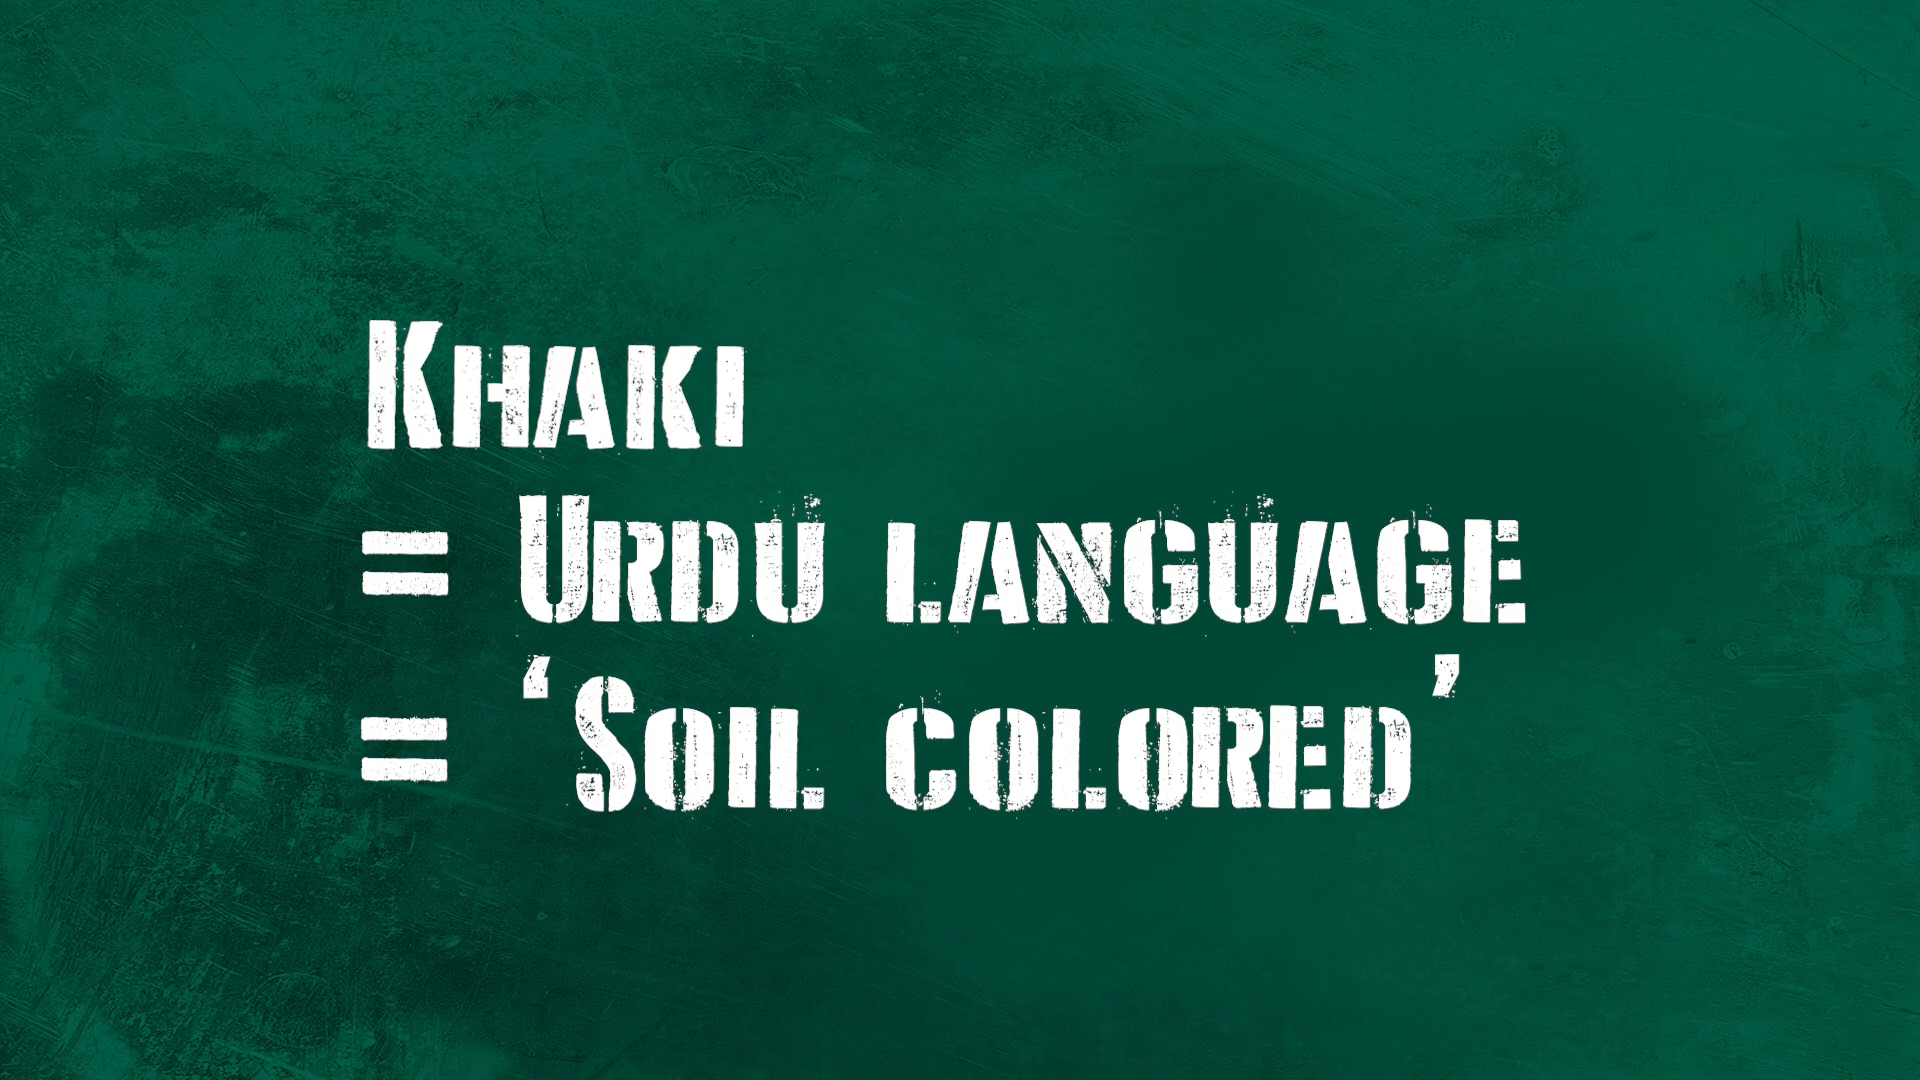 Khaki
= Urdu language
= ‘Soil colored’